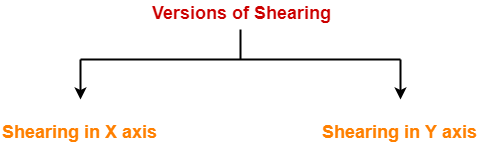 Versions of Shearing
Shearing in X axis
Shearing in Y axis